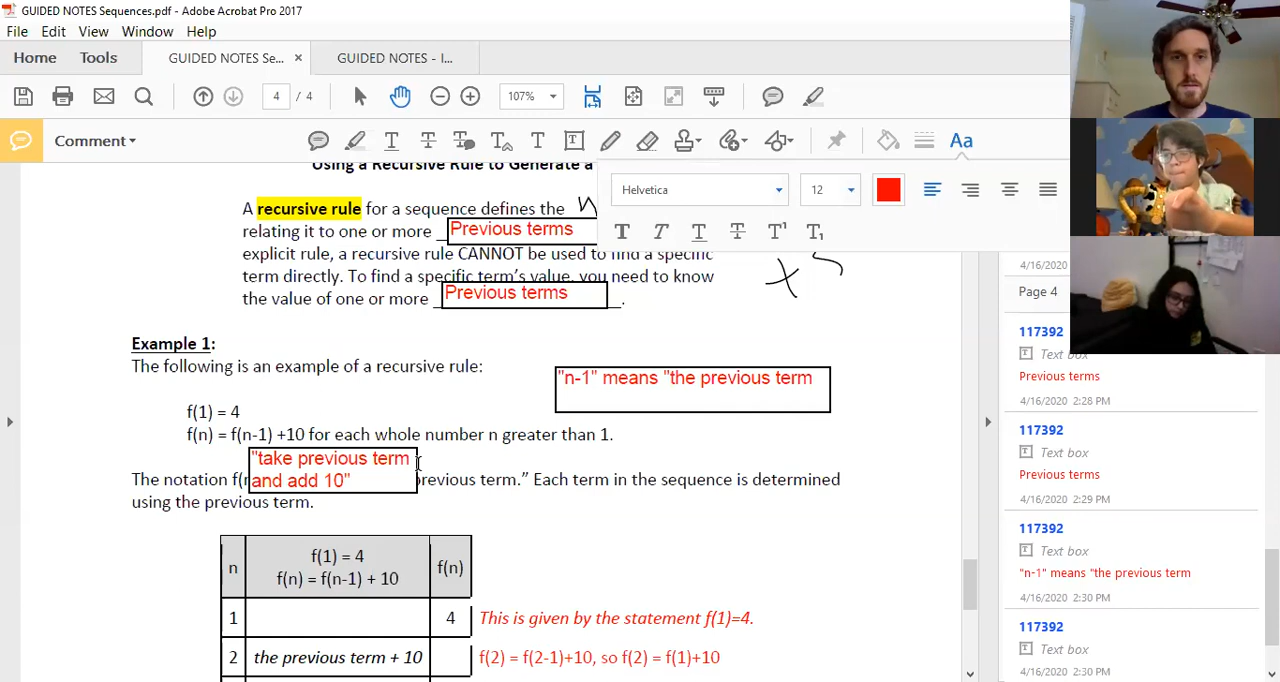 GUIDED NOTES Sequences.pdf - Adobe Acrobat Pro 2017
File Edit View Window Help
Home Tools GUIDED NOTES Se... × GUIDED NOTES - I...
4 / 4 107%
Comment
Helvetica 12
Using a Recursive Rule to Generate a
A recursive rule for a sequence defines the
relating it to one or more _ Previous terms
explicit rule, a recursive rule CANNOT be used to find a specific
term directly. To find a specific term's value, you need to know
the value of one or more _ Previous terms _.
Example 1:
The following is an example of a recursive rule:
"n-1" means "the previous term
f(1) = 4
f(n) = f(n-1) +10 for each whole number n greater than 1.
"take previous term
and add 10"
The notation f(n previous term.” Each term in the sequence is determined
using the previous term.
n f(1) = 4 f(n)
f(n) = f(n-1) + 10
1 4 This is given by the statement f(1)=4.
2 the previous term + 10 f(2) = f(2-1)+10, so f(2) = f(1)+10
4/16/2020
Page 4
117392
Text box
Previous terms
4/16/2020 2:28 PM
117392
Text box
Previous terms
4/16/2020 2:29 PM
117392
Text box
"n-1" means "the previous term
4/16/2020 2:30 PM
117392
Text box
4/16/2020 2:30 PM